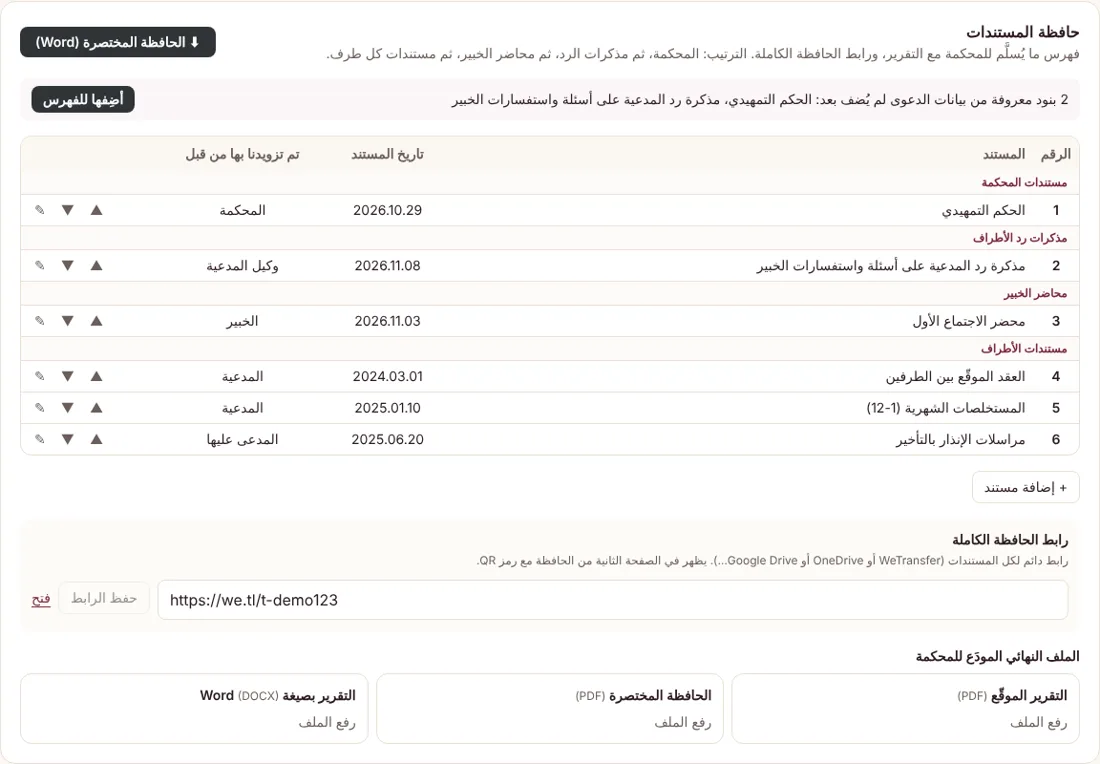 حافظة المستندات
⬇ الحافظة المختصرة (Word)
فهرس ما يُسلَّم للمحكمة مع التقرير، ورابط الحافظة الكاملة. الترتيب: المحكمة، ثم مذكرات الرد، ثم محاضر الخبير، ثم مستندات كل طرف.
2 بنود معروفة من بيانات الدعوى لم يُضف بعد: الحكم التمهيدي، مذكرة رد المدعية على أسئلة واستفسارات الخبير
أضِفها للفهرس
الرقم المستند تاريخ المستند تم تزويدنا بها من قبل
مستندات المحكمة
1 الحكم التمهيدي 2026.10.29 المحكمة ▲ ▼ ✎
مذكرات رد الأطراف
2 مذكرة رد المدعية على أسئلة واستفسارات الخبير 2026.11.08 وكيل المدعية ▲ ▼ ✎
محاضر الخبير
3 محضر الاجتماع الأول 2026.11.03 الخبير ▲ ▼ ✎
مستندات الأطراف
4 العقد الموقّع بين الطرفين 2024.03.01 المدعية ▲ ▼ ✎
5 المستخلصات الشهرية (1-12) 2025.01.10 المدعية ▲ ▼ ✎
6 مراسلات الإنذار بالتأخير 2025.06.20 المدعى عليها ▲ ▼ ✎
+ إضافة مستند
رابط الحافظة الكاملة
رابط دائم لكل المستندات (WeTransfer أو OneDrive أو Google Drive…). يظهر في الصفحة الثانية من الحافظة مع رمز QR.
https://we.tl/t-demo123
حفظ الرابط
فتح
الملف النهائي المودَع للمحكمة
التقرير الموقّع (PDF)
رفع الملف
الحافظة المختصرة (PDF)
رفع الملف
التقرير بصيغة Word (DOCX)
رفع الملف